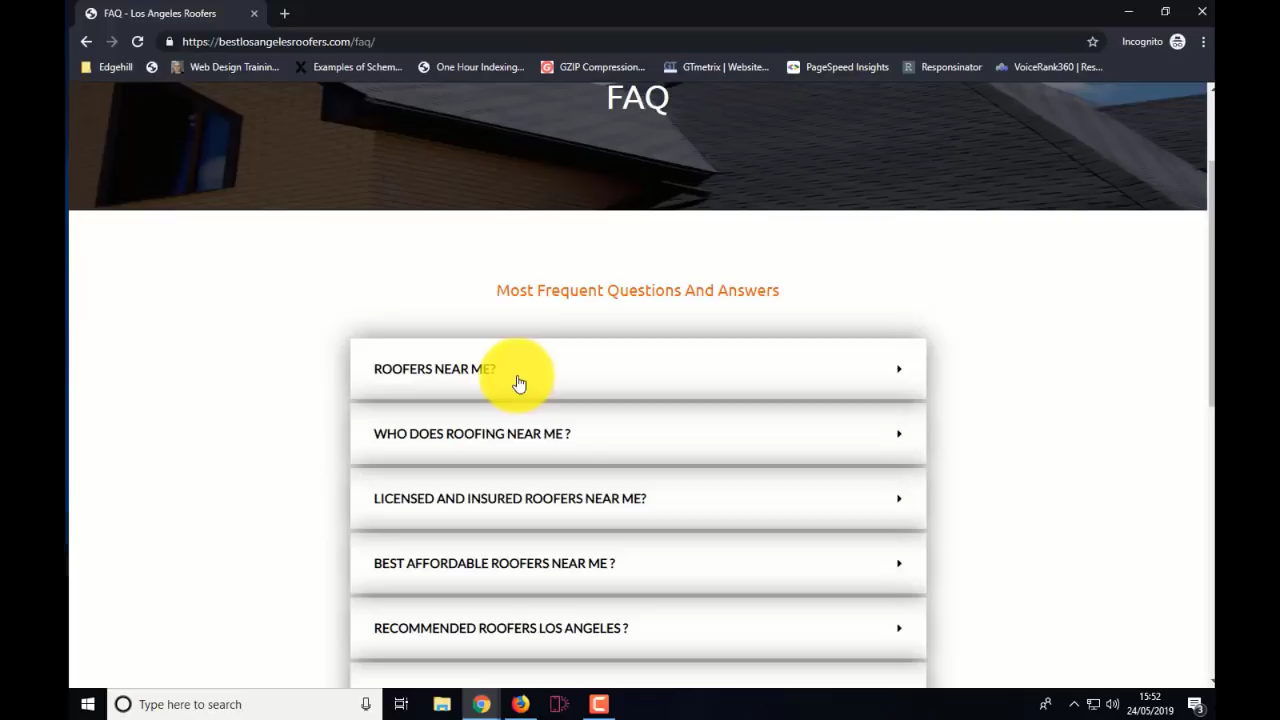 FAQ - Los Angeles Roofers
https://bestlosangelesroofers.com/faq/
Incognito
Edgehill
Web Design Trainin...
Examples of Schem...
One Hour Indexing...
GZIP Compression...
GTmetrix | Website...
PageSpeed Insights
Responsinator
VoiceRank360 | Res...
FAQ
Most Frequent Questions And Answers
ROOFERS NEAR ME?
WHO DOES ROOFING NEAR ME ?
LICENSED AND INSURED ROOFERS NEAR ME?
BEST AFFORDABLE ROOFERS NEAR ME ?
RECOMMENDED ROOFERS LOS ANGELES ?
Type here to search
15:52
24/05/2019
3